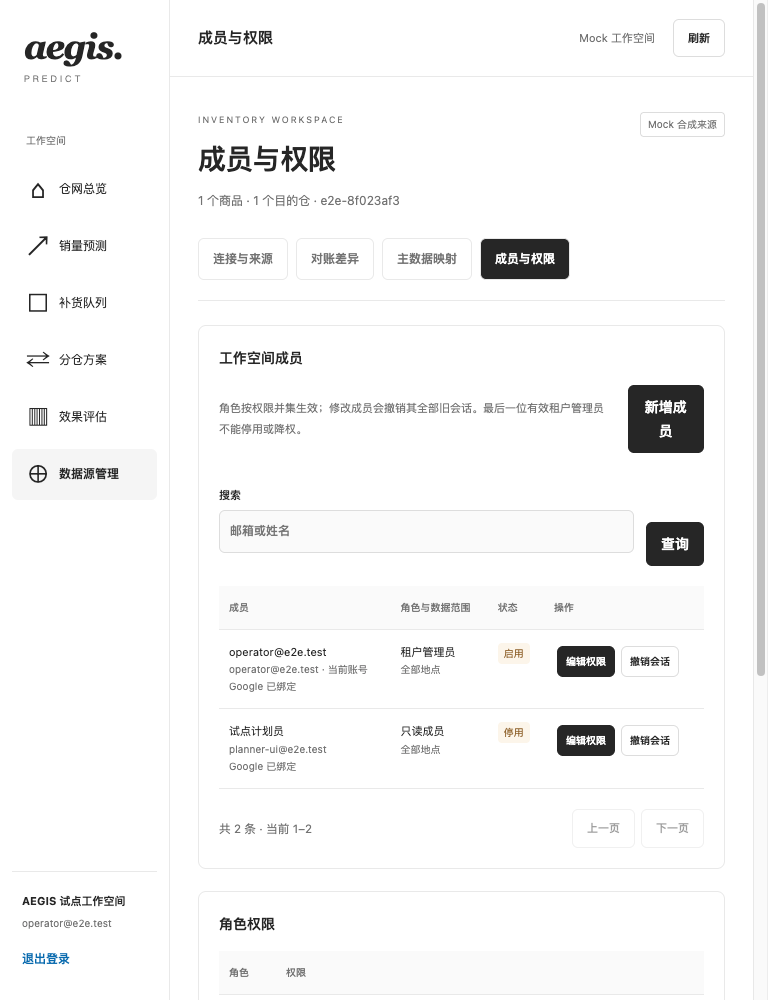 aegis.
PREDICT
工作空间
仓网总览
销量预测
补货队列
分仓方案
效果评估
数据源管理
AEGIS 试点工作空间
operator@e2e.test
退出登录
成员与权限
Mock 工作空间
刷新
INVENTORY WORKSPACE
Mock 合成来源
成员与权限
1 个商品 · 1 个目的仓 · e2e-8f023af3
连接与来源
对账差异
主数据映射
成员与权限
工作空间成员
角色按权限并集生效；修改成员会撤销其全部旧会话。最后一位有效租户管理员
不能停用或降权。
新增成
员
搜索
邮箱或姓名
查询
成员 角色与数据范围 状态 操作
operator@e2e.test 租户管理员 启用 编辑权限 撤销会话
operator@e2e.test · 当前账号 全部地点
Google 已绑定
试点计划员 只读成员 停用 编辑权限 撤销会话
planner-ui@e2e.test 全部地点
Google 已绑定
共 2 条 · 当前 1–2
上一页
下一页
角色权限
角色 权限